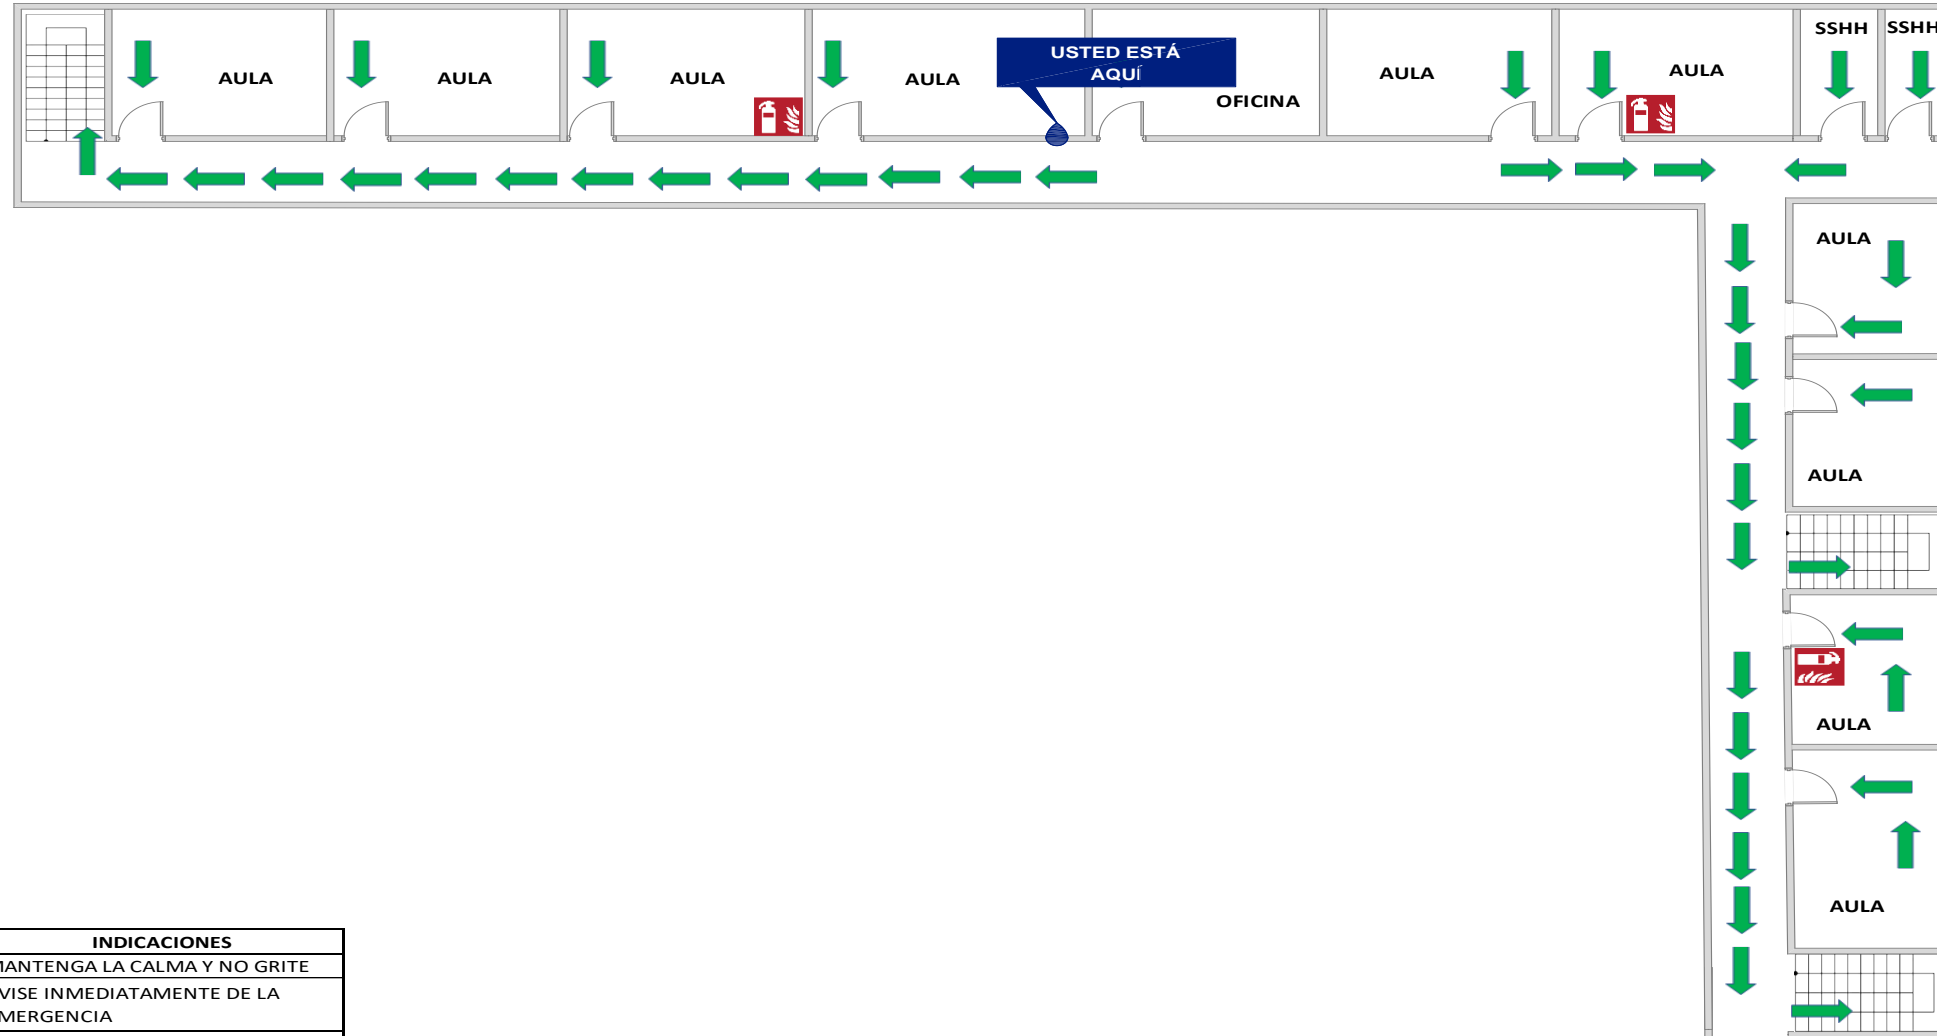 SSHH
SSHH
USTED ESTÁ
AQUÍ
AULA
AULA
AULA
AULA
OFICINA
AULA
AULA
AULA
AULA
AULA
AULA
INDICACIONES
MANTENGA LA CALMA Y NO GRITE
VISE INMEDIATAMENTE DE LA
MERGENCIA